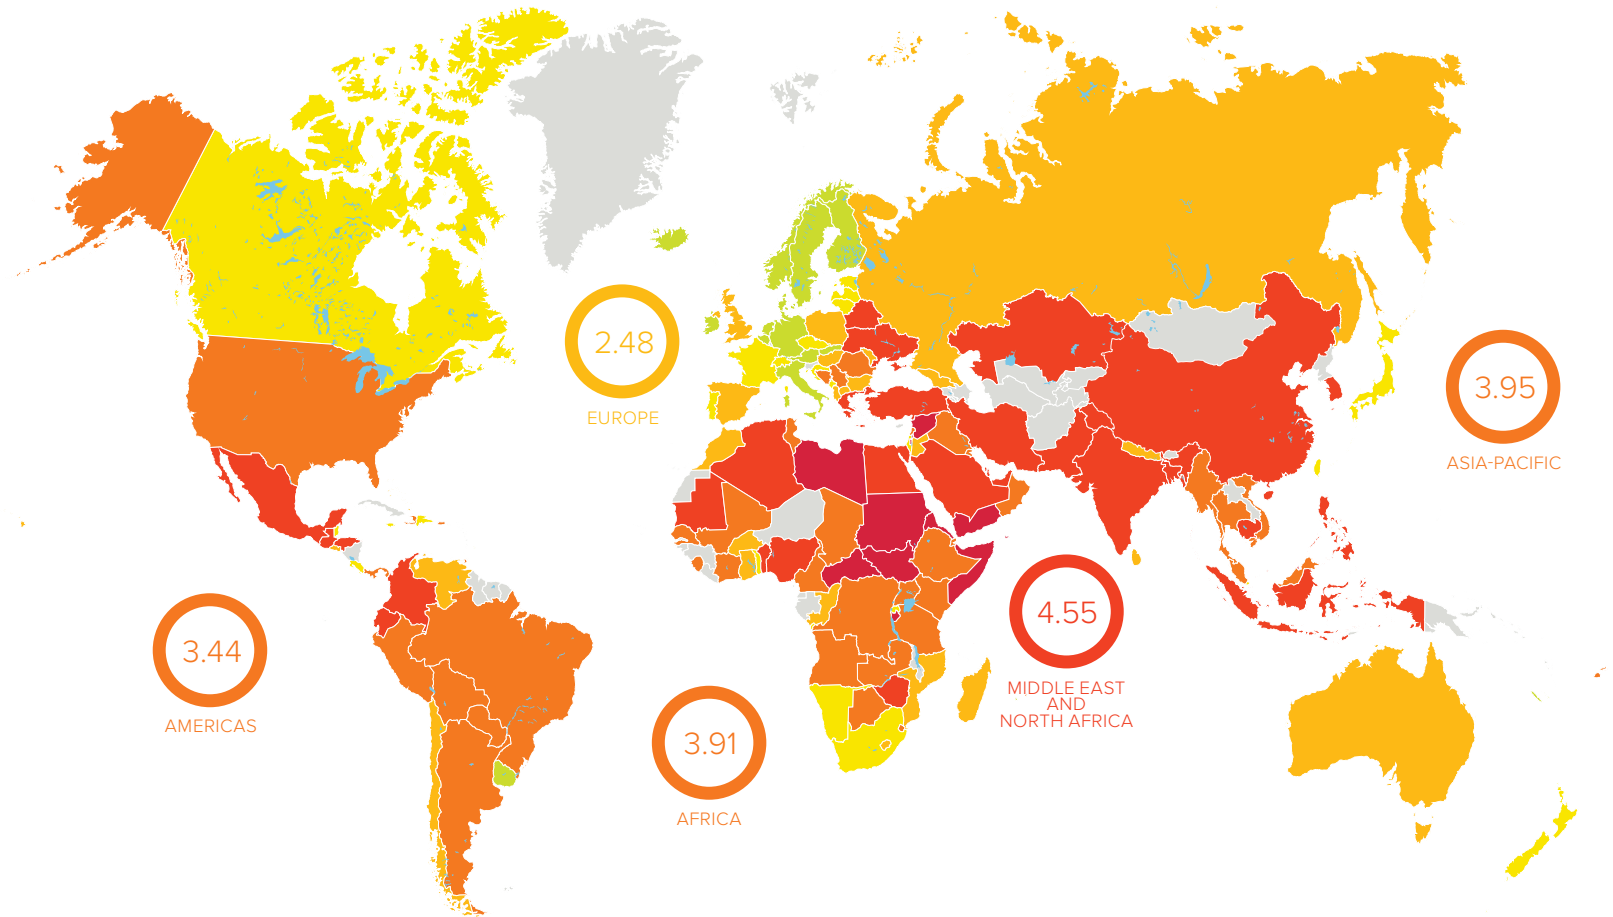 2.48
EUROPE
3.95
ASIA-PACIFIC
4.55
MIDDLE EAST
AND
NORTH AFRICA
3.44
AMERICAS
3.91
AFRICA